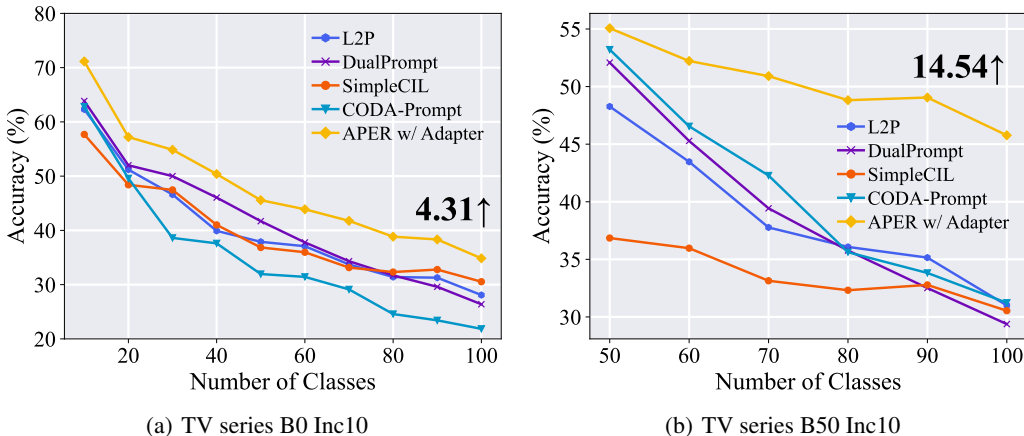 80
70
60
50
40
30
20
20
40
60
80
100
Accuracy (%)
Number of Classes
L2P
DualPrompt
SimpleCIL
CODA-Prompt
APER w/ Adapter
4.31↑
(a) TV series B0 Inc10
55
50
45
40
35
30
50
60
70
80
90
100
Accuracy (%)
Number of Classes
14.54↑
L2P
DualPrompt
SimpleCIL
CODA-Prompt
APER w/ Adapter
(b) TV series B50 Inc10